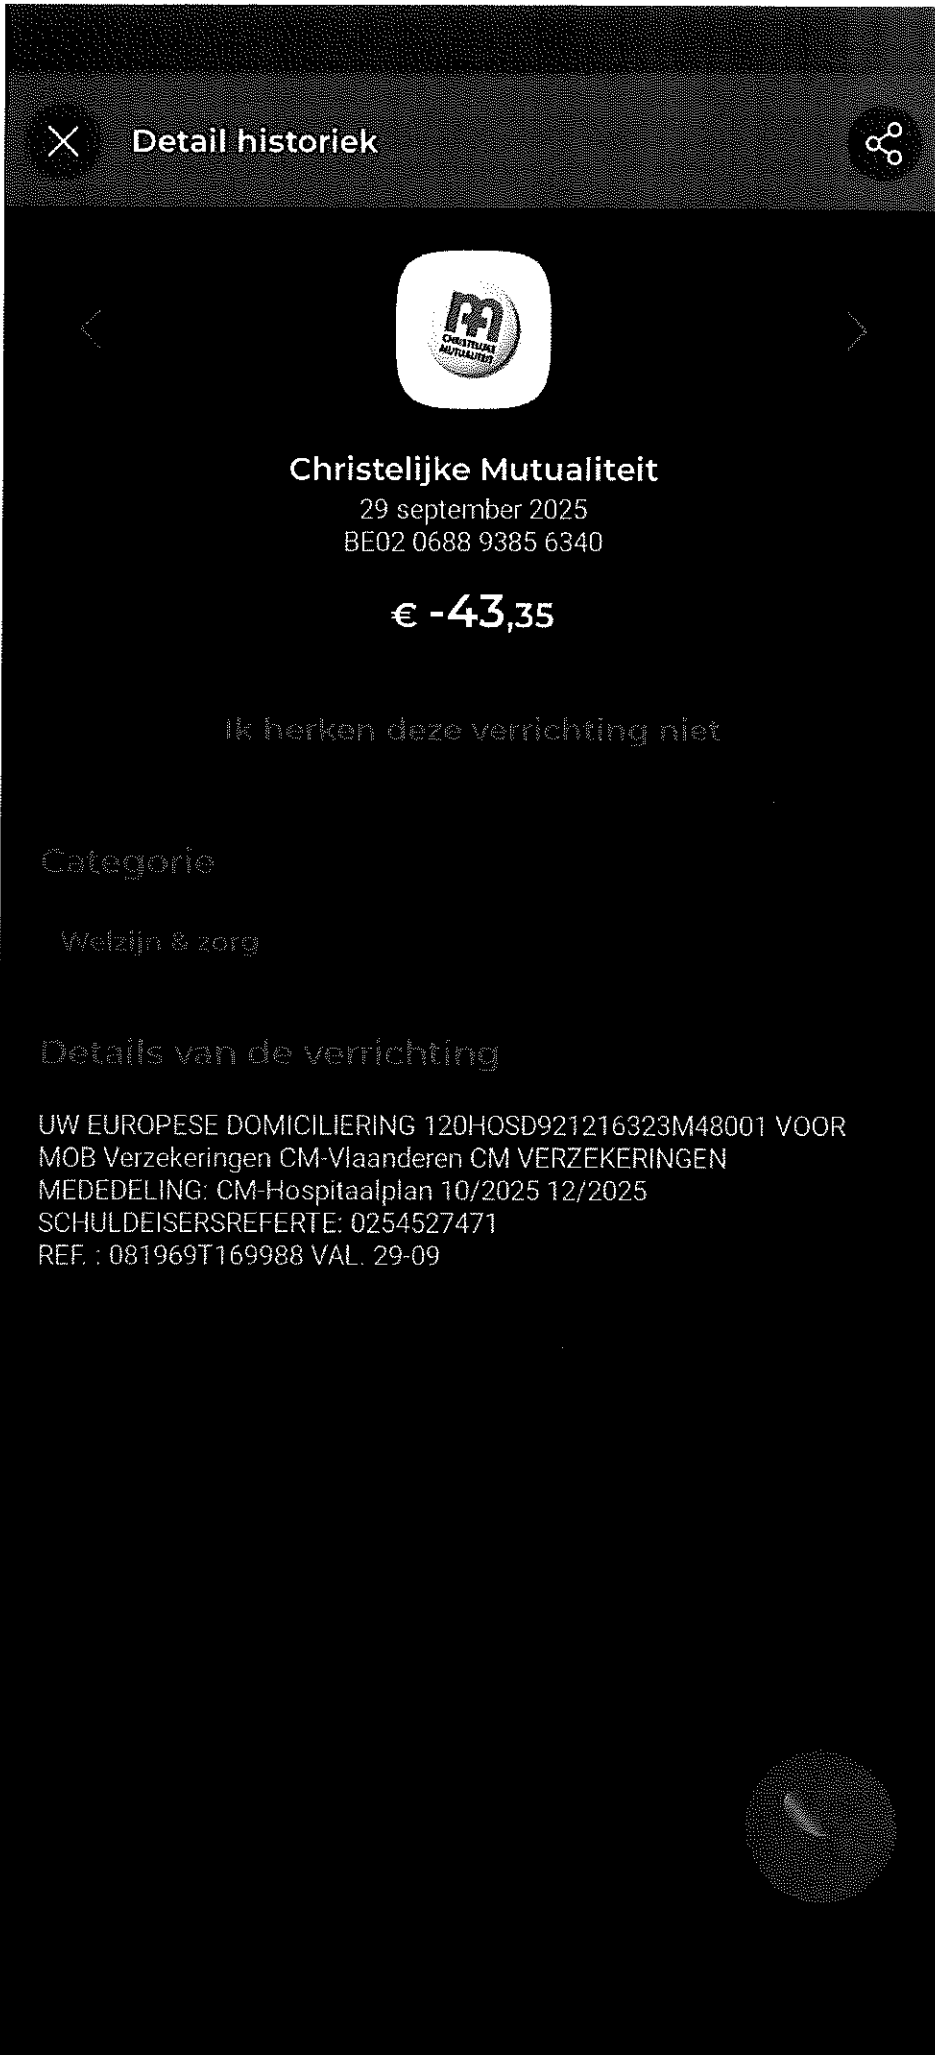 Detail historiek
CHRISTELIJKE
MUTUALITEIT
Christelijke Mutualiteit
29 september 2025
BE02 0688 9385 6340
€ -43,35
Ik herken deze verrichting niet
Categorie
Welzijn & zorg
Details van de verrichting
UW EUROPESE DOMICILIERING 120HOSD921216323M48001 VOOR
MOB Verzekeringen CM-Vlaanderen CM VERZEKERINGEN
MEDEDELING: CM-Hospitaalplan 10/2025 12/2025
SCHULDEISERSREFERTE: 0254527471
REF. : 081969T169988 VAL. 29-09